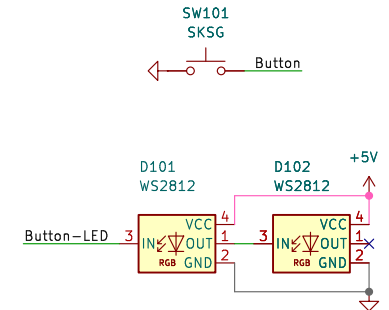 SW101
SKSG
Button
+5V
D101
WS2812
D102
WS2812
Button-LED
3
IN
RGB
VCC
OUT
GND
4
1
2
3
IN
RGB
VCC
OUT
GND
4
1
2